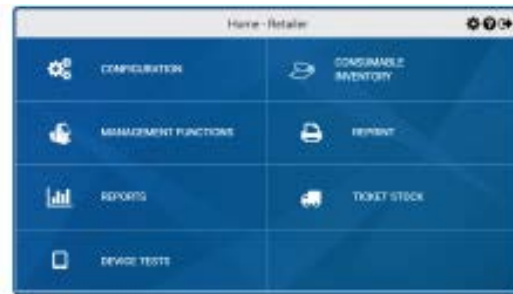 Home - Retailer
CONFIGURATION
CONSUMABLE
INVENTORY
MANAGEMENT FUNCTIONS
REPRINT
REPORTS
TICKET STOCK
DEVICE TESTS